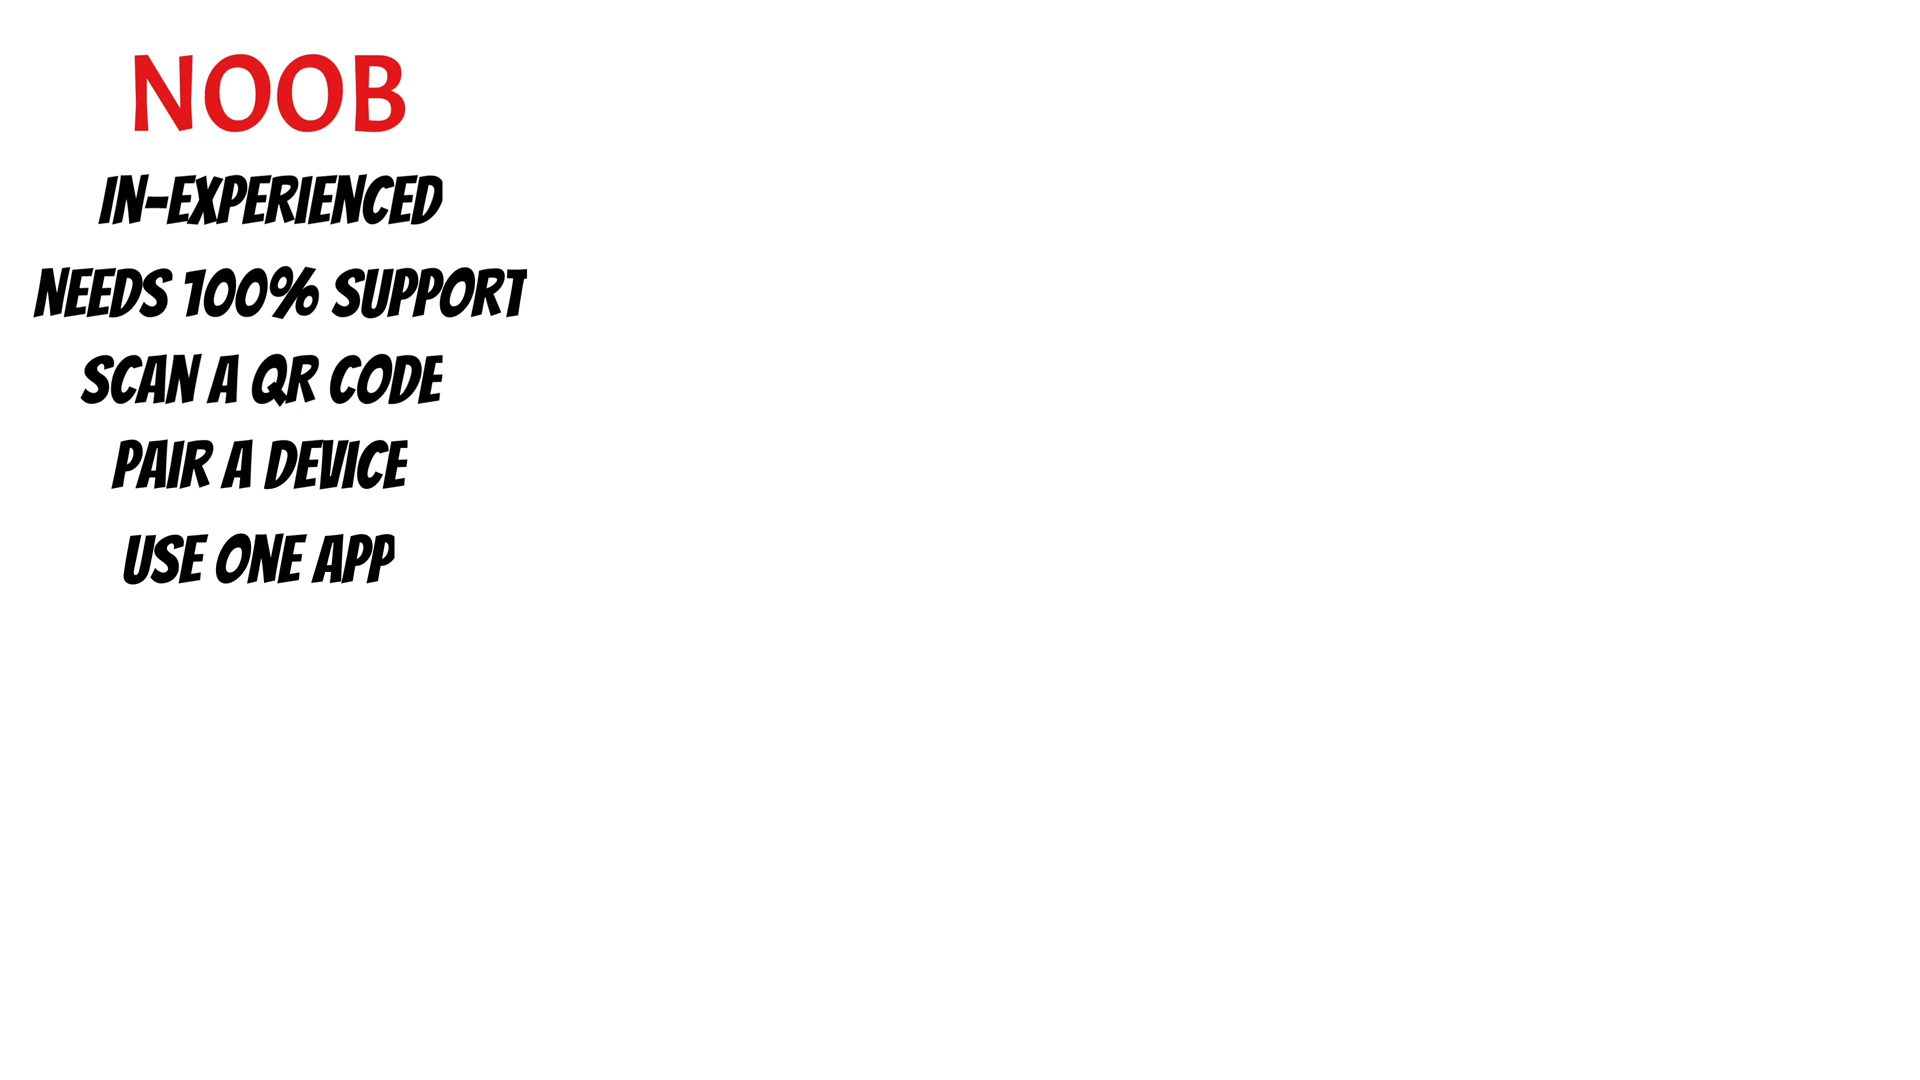 NOOB
IN-EXPERIENCED
NEEDS 100% SUPPORT
SCAN A QR CODE
PAIR A DEVICE
USE ONE APP